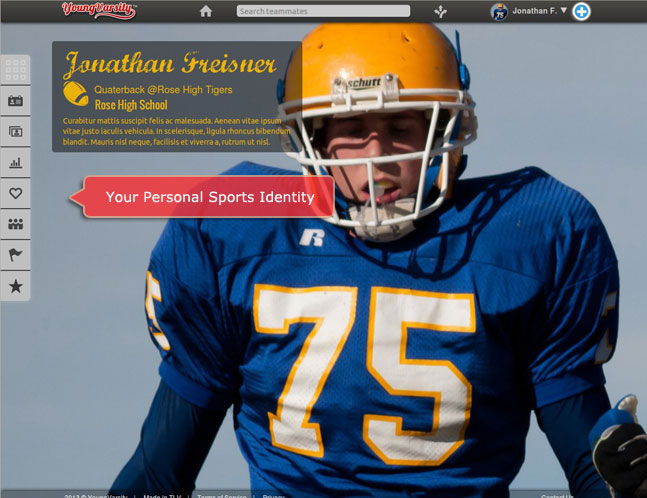 YoungVarsity
Search teammates
Jonathan F.
Jonathan Freisner
Quaterback @Rose High Tigers
Rose High School
Curabitur mattis suscipit felis ac malesuada. Aenean vitae ipsum
vitae justo iaculis vehicula. In scelerisque, ligula rhoncus bibendum
blandit. Mauris nisl neque, facilisis et viverra a, rutrum ut nisl.
schutt
Your Personal Sports Identity
R
75
75
2012 © YoungVarsity | Made in TLV | Terms of Service | Privacy
Contact Us